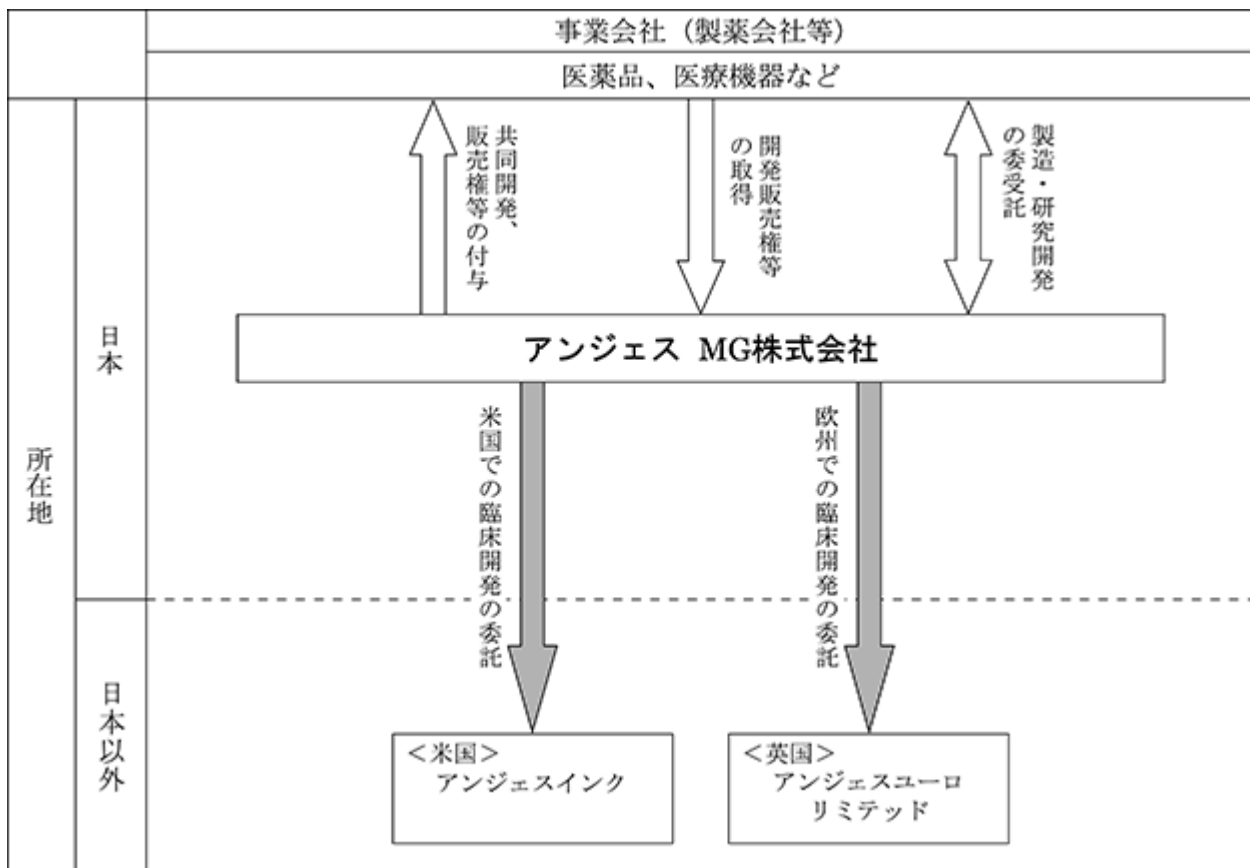 事業会社（製薬会社等）
医薬品、医療機器など
共同開発、
販売権等の付与
開発販売権等
の取得
製造・研究開発
の委受託
所在地
日本
アンジェス MG株式会社
米国での臨床開発の委託
欧州での臨床開発の委託
日本以外
＜米国＞
アンジェスインク
＜英国＞
アンジェスユーロ
リミテッド